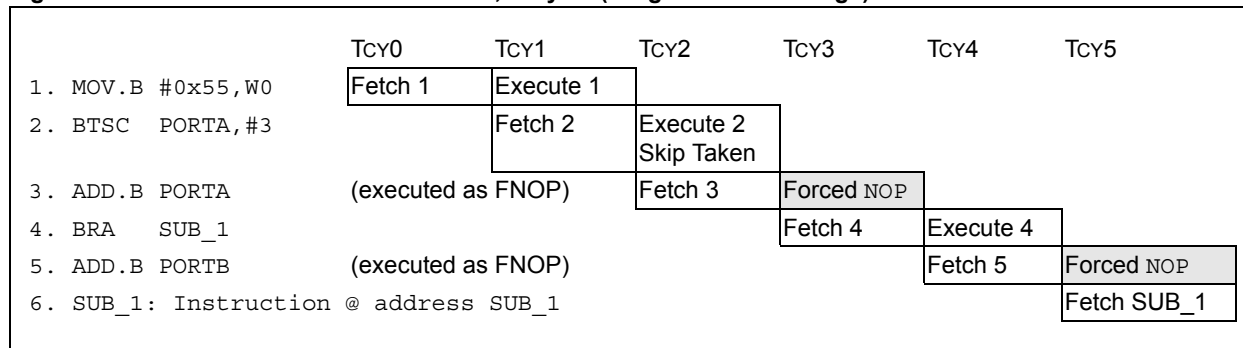 TCY0 TCY1 TCY2 TCY3 TCY4 TCY5
1. MOV.B #0x55,W0 Fetch 1 Execute 1
2. BTSC PORTA,#3 Fetch 2 Execute 2
Skip Taken
3. ADD.B PORTA (executed as FNOP) Fetch 3 Forced NOP
4. BRA SUB_1 Fetch 4 Execute 4
5. ADD.B PORTB (executed as FNOP) Fetch 5 Forced NOP
6. SUB_1: Instruction @ address SUB_1 Fetch SUB_1